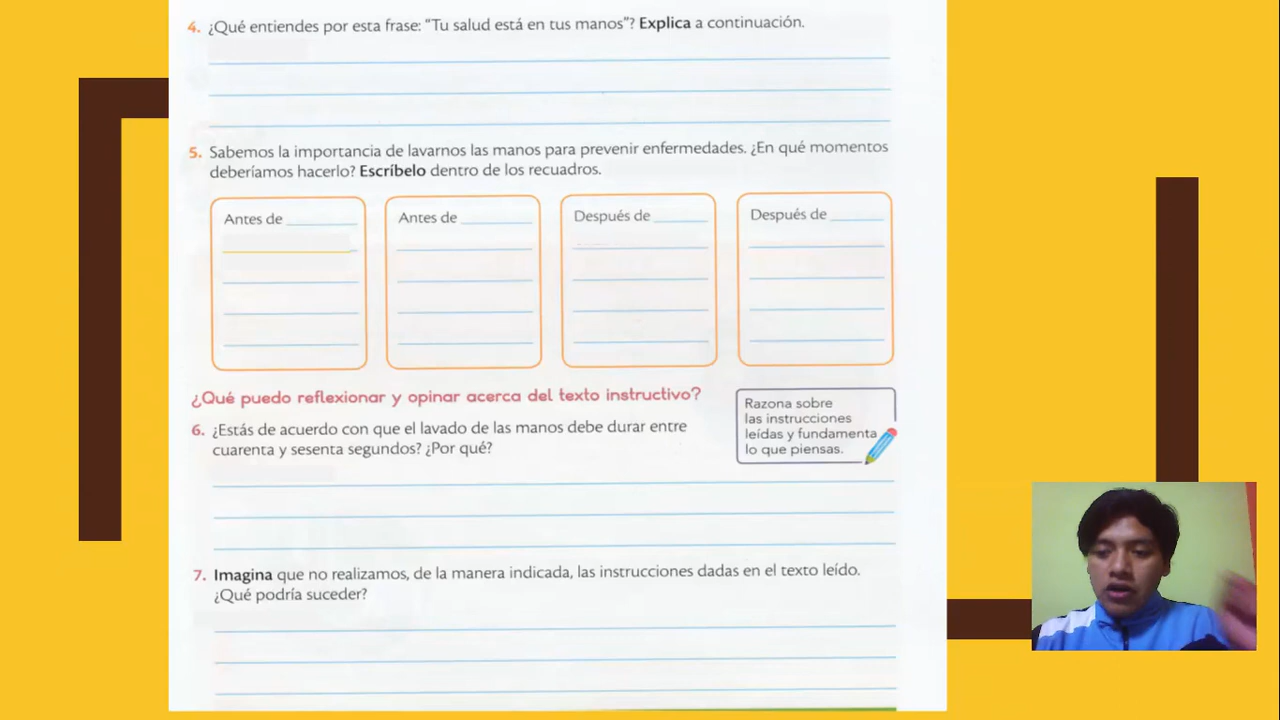 4. ¿Qué entiendes por esta frase: “Tu salud está en tus manos”? Explica a continuación.
5. Sabemos la importancia de lavarnos las manos para prevenir enfermedades. ¿En qué momentos
deberíamos hacerlo? Escríbelo dentro de los recuadros.
Antes de
Antes de
Después de
Después de
¿Qué puedo reflexionar y opinar acerca del texto instructivo?
Razona sobre
las instrucciones
leídas y fundamenta
lo que piensas.
6. ¿Estás de acuerdo con que el lavado de las manos debe durar entre
cuarenta y sesenta segundos? ¿Por qué?
7. Imagina que no realizamos, de la manera indicada, las instrucciones dadas en el texto leído.
¿Qué podría suceder?